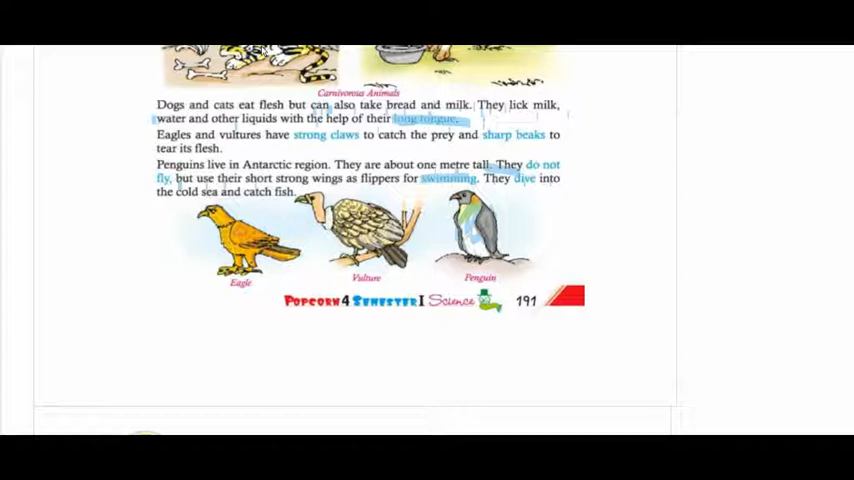 Carnivorous Animals
Dogs and cats eat flesh but can also take bread and milk. They lick milk,
water and other liquids with the help of their long tongue.
Eagles and vultures have strong claws to catch the prey and sharp beaks to
tear its flesh.
Penguins live in Antarctic region. They are about one metre tall. They do not
fly, but use their short strong wings as flippers for swimming. They dive into
the cold sea and catch fish.
Eagle
Vulture
Penguin
POPCORN 4 SEMESTER I Science 191